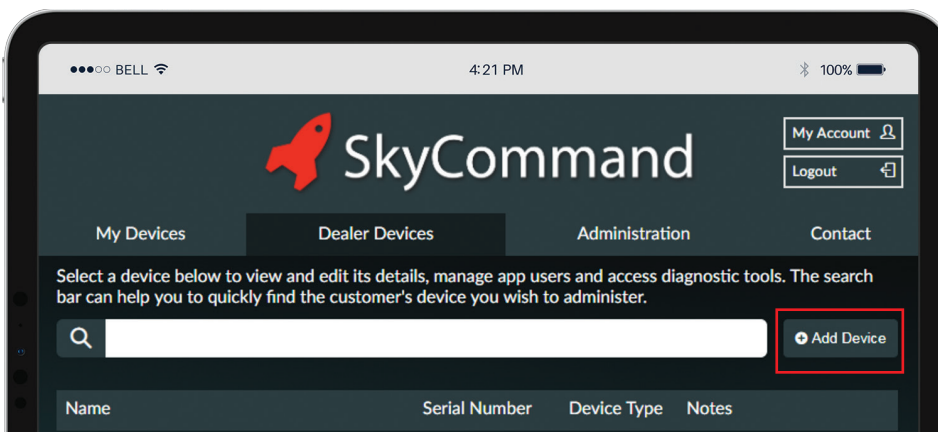 BELL
4:21 PM
100%
SkyCommand
My Account
Logout
My Devices
Dealer Devices
Administration
Contact
Select a device below to view and edit its details, manage app users and access diagnostic tools. The search
bar can help you to quickly find the customer's device you wish to administer.
Add Device
Name
Serial Number
Device Type
Notes